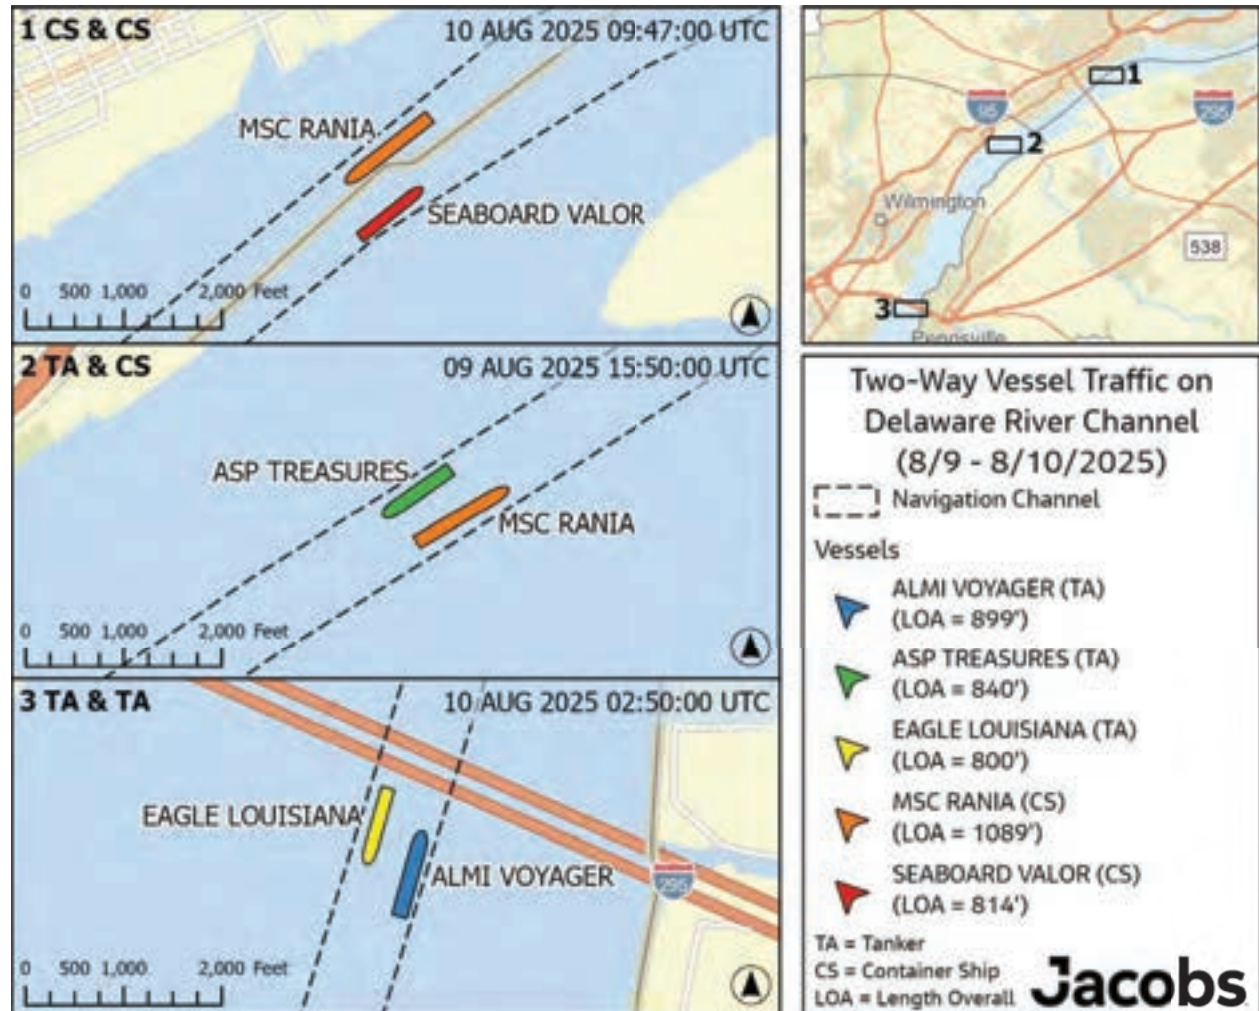 1 CS & CS
10 AUG 2025 09:47:00 UTC
MSC RANIA
SEABOARD VALOR
0 500 1,000 2,000 Feet
2 TA & CS
09 AUG 2025 15:50:00 UTC
ASP TREASURES
MSC RANIA
0 500 1,000 2,000 Feet
3 TA & TA
10 AUG 2025 02:50:00 UTC
EAGLE LOUISIANA
ALMI VOYAGER
295
0 500 1,000 2,000 Feet
1
95
295
2
Wilmington
538
3
Pennsville
Two-Way Vessel Traffic on
Delaware River Channel
(8/9 - 8/10/2025)
Navigation Channel
Vessels
ALMI VOYAGER (TA)
(LOA = 899')
ASP TREASURES (TA)
(LOA = 840')
EAGLE LOUISIANA (TA)
(LOA = 800')
MSC RANIA (CS)
(LOA = 1089')
SEABOARD VALOR (CS)
(LOA = 814')
TA = Tanker
CS = Container Ship
LOA = Length Overall
Jacobs